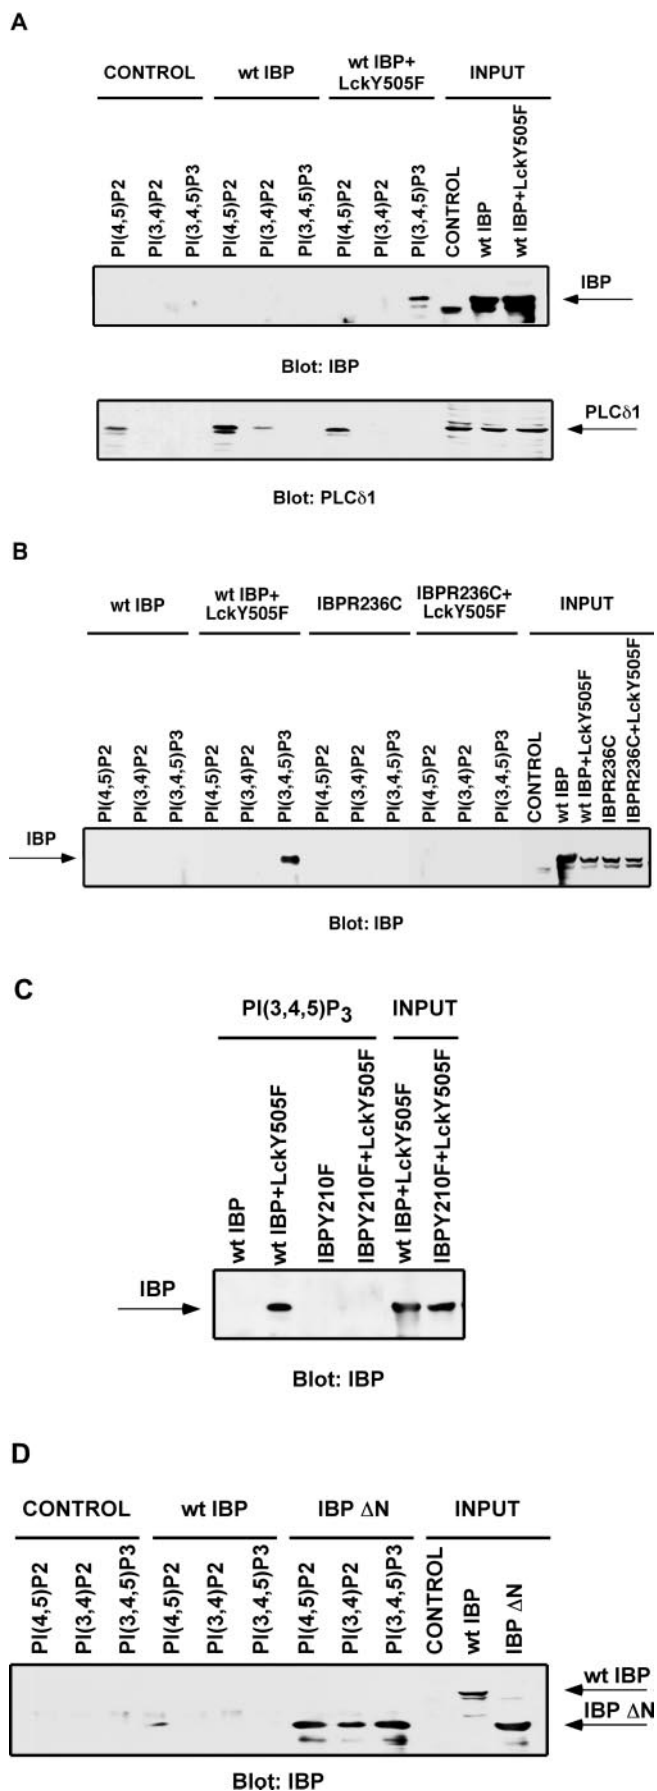 A
CONTROL wt IBP wt IBP+ LckY505F INPUT
PI(4,5)P2 PI(3,4)P2 PI(3,4,5)P3 PI(4,5)P2 PI(3,4)P2 PI(3,4,5)P3 PI(4,5)P2 PI(3,4)P2 PI(3,4,5)P3 CONTROL wt IBP wt IBP+LckY505F
IBP
Blot: IBP
PLCδ1
Blot: PLCδ1
B
wt IBP wt IBP+ LckY505F IBPR236C IBPR236C+ LckY505F INPUT
PI(4,5)P2 PI(3,4)P2 PI(3,4,5)P3 PI(4,5)P2 PI(3,4)P2 PI(3,4,5)P3 PI(4,5)P2 PI(3,4)P2 PI(3,4,5)P3 PI(4,5)P2 PI(3,4)P2 PI(3,4,5)P3 CONTROL wt IBP wt IBP+LckY505F IBPR236C IBPR236C+LckY505F
IBP
Blot: IBP
C
PI(3,4,5)P3 INPUT
wt IBP wt IBP+LckY505F IBPY210F IBPY210F+LckY505F wt IBP+LckY505F IBPY210F+LckY505F
IBP
Blot: IBP
D
CONTROL wt IBP IBP ΔN INPUT
PI(4,5)P2 PI(3,4)P2 PI(3,4,5)P3 PI(4,5)P2 PI(3,4)P2 PI(3,4,5)P3 PI(4,5)P2 PI(3,4)P2 PI(3,4,5)P3 CONTROL wt IBP IBP ΔN
wt IBP
IBP ΔN
Blot: IBP